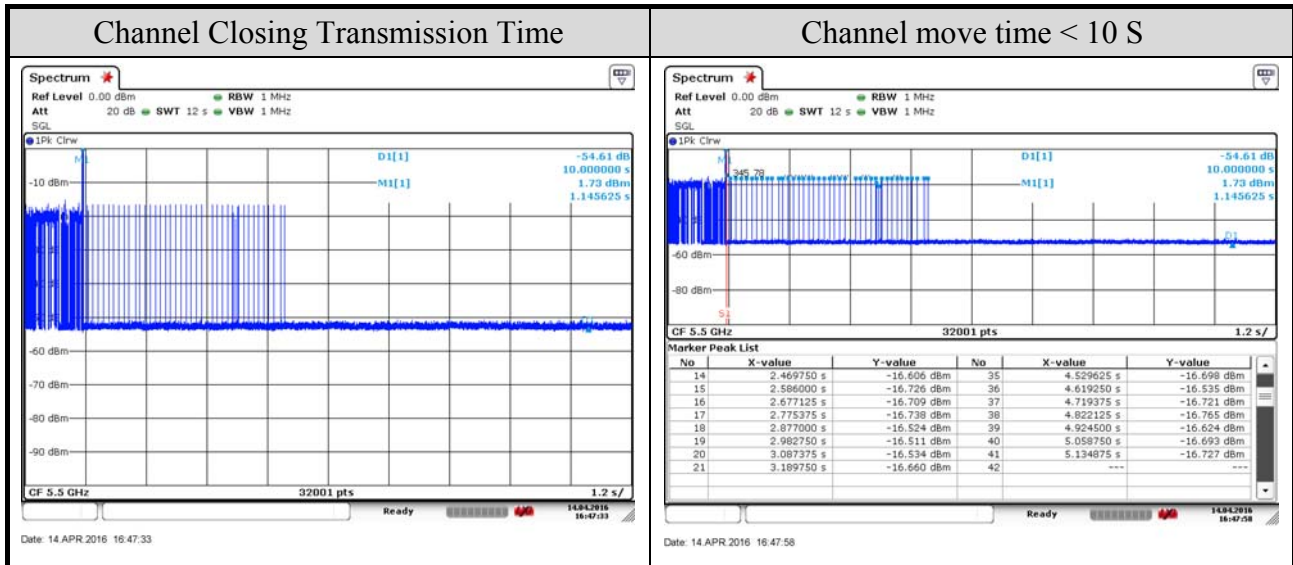 Channel Closing Transmission Time
Spectrum
Ref Level 0.00 dBm RBW 1 MHz
Att 20 dB SWT 12 s VBW 1 MHz
SGL
1Pk Clrw
M1
D1[1] -54.61 dB
10.000000 s
-10 dBm
M1[1] 1.73 dBm
1.145625 s
-60 dBm
-70 dBm
-80 dBm
-90 dBm
CF 5.5 GHz 32001 pts 1.2 s/
Ready 14.04.2016
16:47:33
Date: 14.APR.2016 16:47:33
Channel move time < 10 S
Spectrum
Ref Level 0.00 dBm RBW 1 MHz
Att 20 dB SWT 12 s VBW 1 MHz
SGL
1Pk Clrw
M1
D1[1] -54.61 dB
10.000000 s
M1[1] 1.73 dBm
1.145625 s
D1
-60 dBm
-80 dBm
S1
CF 5.5 GHz 32001 pts 1.2 s/
Marker Peak List
No X-value Y-value No X-value Y-value
14 2.469750 s -16.606 dBm 35 4.529625 s -16.698 dBm
15 2.586000 s -16.726 dBm 36 4.619250 s -16.535 dBm
16 2.677125 s -16.709 dBm 37 4.719375 s -16.721 dBm
17 2.775375 s -16.738 dBm 38 4.822125 s -16.765 dBm
18 2.877000 s -16.524 dBm 39 4.924500 s -16.624 dBm
19 2.982750 s -16.511 dBm 40 5.058750 s -16.693 dBm
20 3.087375 s -16.534 dBm 41 5.134875 s -16.727 dBm
21 3.189750 s -16.660 dBm 42 --- ---
Ready 14.04.2016
16:47:58
Date: 14.APR.2016 16:47:58